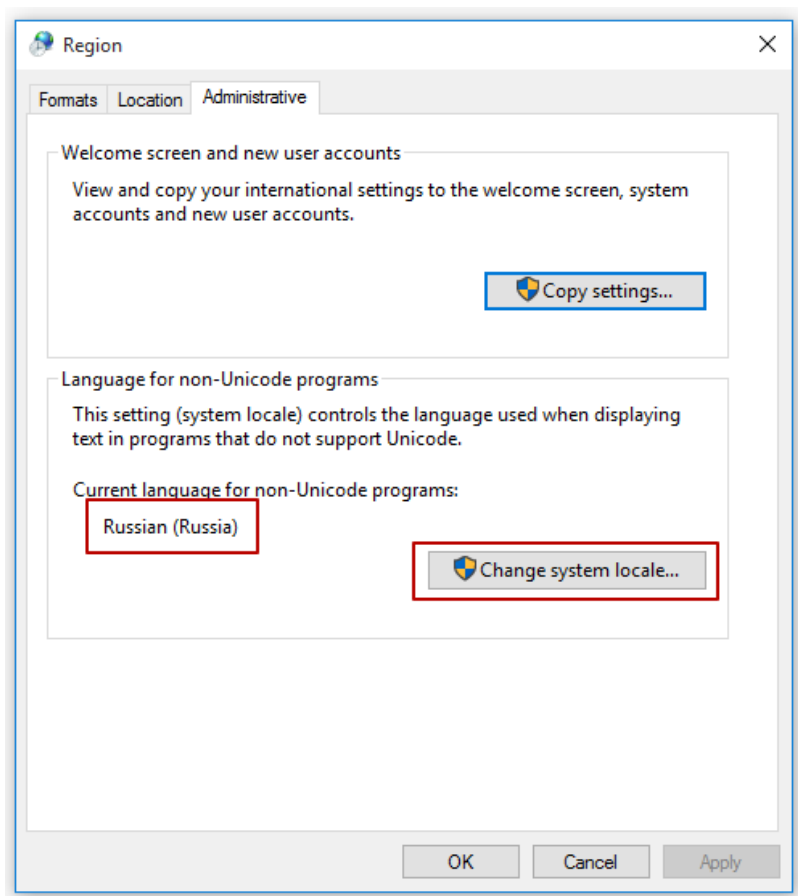 Region
Formats
Location
Administrative
Welcome screen and new user accounts
View and copy your international settings to the welcome screen, system
accounts and new user accounts.
Copy settings...
Language for non-Unicode programs
This setting (system locale) controls the language used when displaying
text in programs that do not support Unicode.
Current language for non-Unicode programs:
Russian (Russia)
Change system locale...
OK
Cancel
Apply